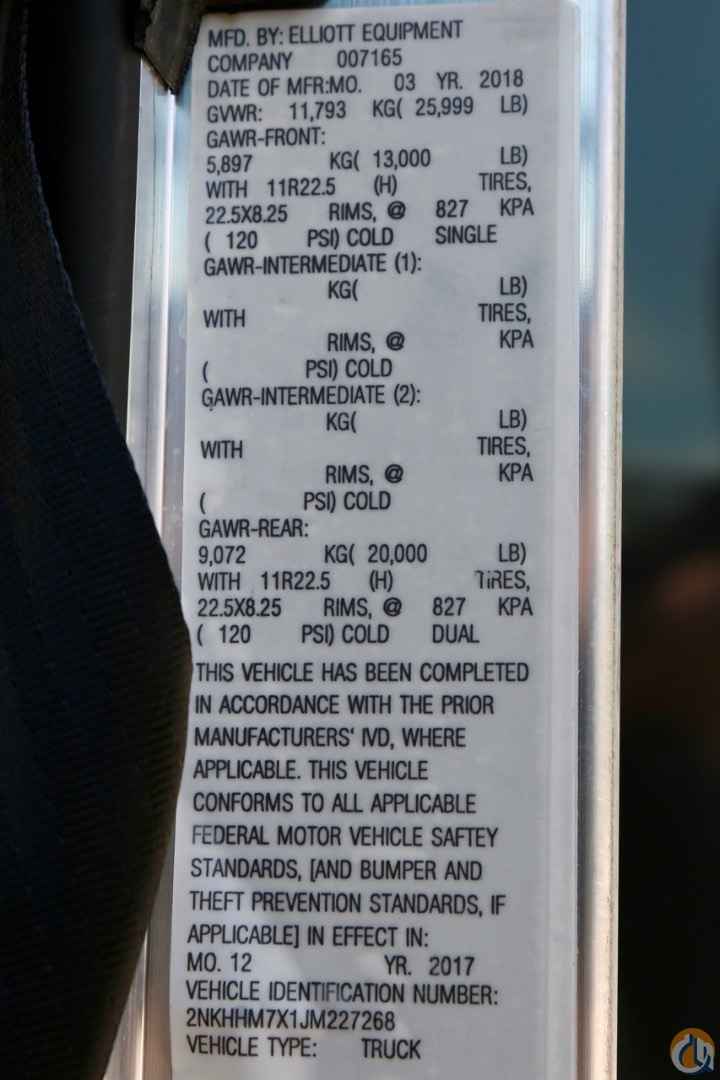 MFD. BY: ELLIOTT EQUIPMENT
COMPANY 007165
DATE OF MFR:MO. 03 YR. 2018
GVWR: 11,793 KG( 25,999 LB)
GAWR-FRONT:
5,897 KG( 13,000 LB)
WITH 11R22.5 (H) TIRES,
22.5X8.25 RIMS, @ 827 KPA
( 120 PSI) COLD SINGLE
GAWR-INTERMEDIATE (1):
KG( LB)
WITH TIRES,
RIMS, @ KPA
( PSI) COLD
GAWR-INTERMEDIATE (2):
KG( LB)
WITH TIRES,
RIMS, @ KPA
( PSI) COLD
GAWR-REAR:
9,072 KG( 20,000 LB)
WITH 11R22.5 (H) TIRES,
22.5X8.25 RIMS, @ 827 KPA
( 120 PSI) COLD DUAL
THIS VEHICLE HAS BEEN COMPLETED
IN ACCORDANCE WITH THE PRIOR
MANUFACTURERS' IVD, WHERE
APPLICABLE. THIS VEHICLE
CONFORMS TO ALL APPLICABLE
FEDERAL MOTOR VEHICLE SAFTEY
STANDARDS, [AND BUMPER AND
THEFT PREVENTION STANDARDS, IF
APPLICABLE] IN EFFECT IN:
MO. 12 YR. 2017
VEHICLE IDENTIFICATION NUMBER:
2NKHHM7X1JM227268
VEHICLE TYPE: TRUCK